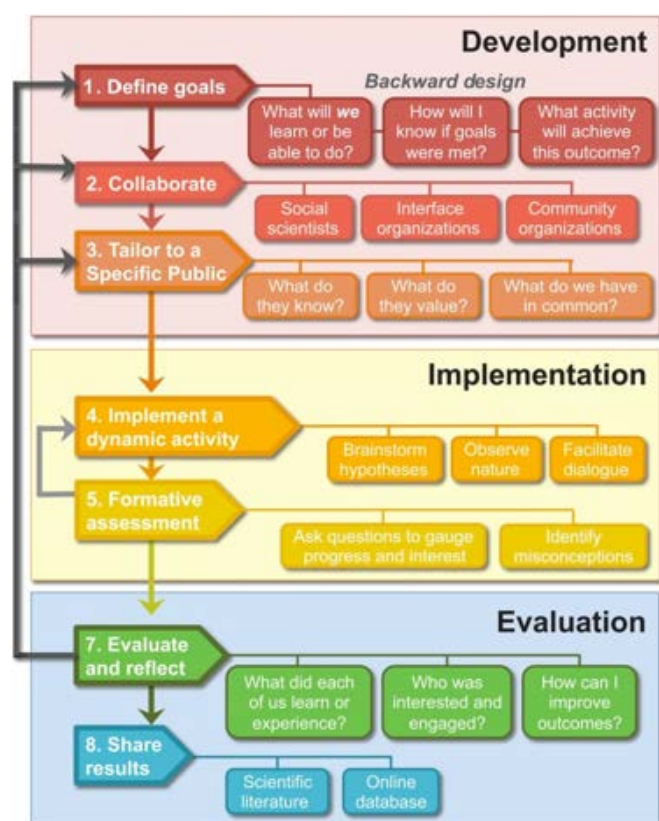 Development
1. Define goals
Backward design
What will we
learn or be
able to do?
How will I
know if goals
were met?
What activity
will achieve
this outcome?
2. Collaborate
Social
scientists
Interface
organizations
Community
organizations
3. Tailor to a
Specific Public
What do
they know?
What do
they value?
What do we have
in common?
Implementation
4. Implement a
dynamic activity
Brainstorm
hypotheses
Observe
nature
Facilitate
dialogue
5. Formative
assessment
Ask questions to gauge
progress and interest
Identify
misconceptions
Evaluation
7. Evaluate
and reflect
What did each
of us learn or
experience?
Who was
interested and
engaged?
How can I
improve
outcomes?
8. Share
results
Scientific
literature
Online
database